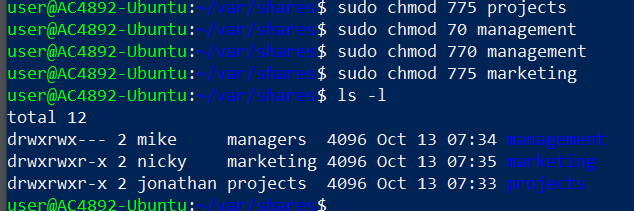 user@AC4892-Ubuntu:~/var/shares$ sudo chmod 775 projects
user@AC4892-Ubuntu:~/var/shares$ sudo chmod 70 management
user@AC4892-Ubuntu:~/var/shares$ sudo chmod 770 management
user@AC4892-Ubuntu:~/var/shares$ sudo chmod 775 marketing
user@AC4892-Ubuntu:~/var/shares$ ls -l
total 12
drwxrwx--- 2 mike     managers  4096 Oct 13 07:34 management
drwxrwxr-x 2 nicky    marketing 4096 Oct 13 07:35 marketing
drwxrwxr-x 2 jonathan projects  4096 Oct 13 07:33 projects
user@AC4892-Ubuntu:~/var/shares$